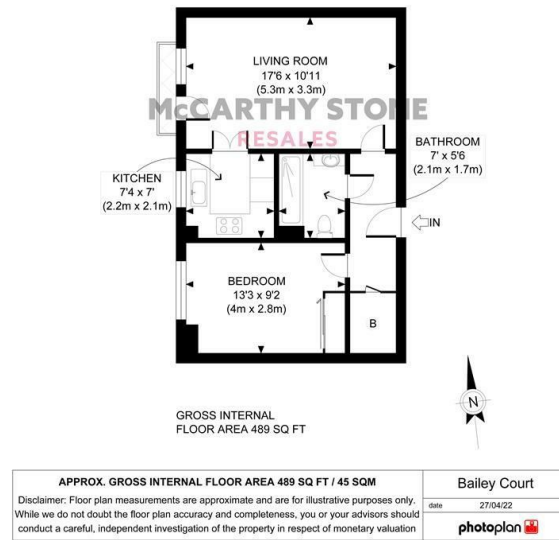 LIVING ROOM
17'6 x 10'11
(5.3m x 3.3m)
McCARTHY STONE
RESALES
BATHROOM
7' x 5'6
(2.1m x 1.7m)
KITCHEN
7'4 x 7'
(2.2m x 2.1m)
IN
BEDROOM
13'3 x 9'2
(4m x 2.8m)
B
N
GROSS INTERNAL
FLOOR AREA 489 SQ FT
APPROX. GROSS INTERNAL FLOOR AREA 489 SQ FT / 45 SQM
Disclaimer: Floor plan measurements are approximate and are for illustrative purposes only.
While we do not doubt the floor plan accuracy and completeness, you or your advisors should
conduct a careful, independent investigation of the property in respect of monetary valuation
Bailey Court
date 27/04/22
photoplan